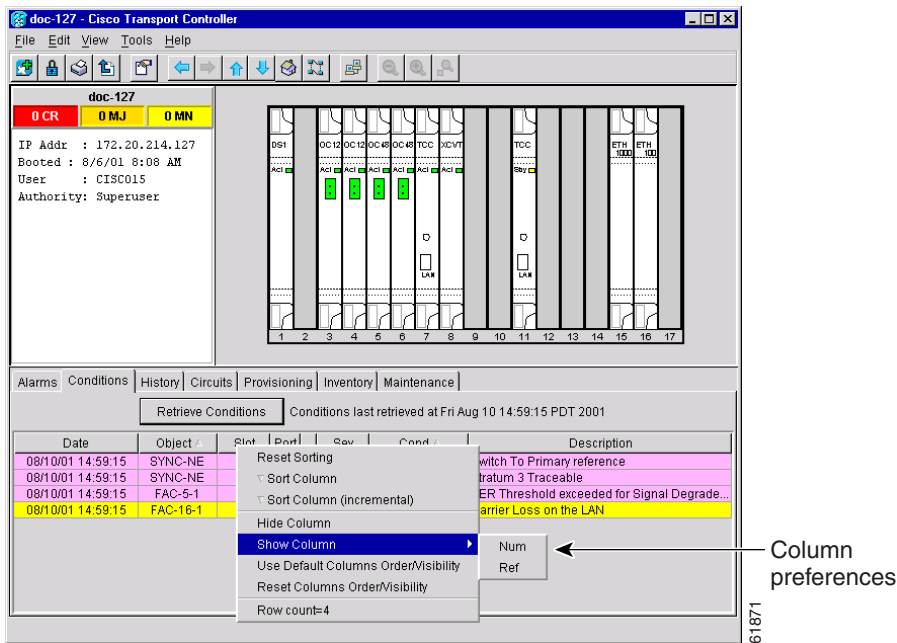 doc-127 - Cisco Transport Controller
File Edit View Tools Help
doc-127
0 CR 0 MJ 0 MN
IP Addr : 172.20.214.127
Booted : 8/6/01 8:08 AM
User : CISCO15
Authority: Superuser
DS1 OC12 OC12 OC48 OC48 TCC XCVT TCC ETH 1000 ETH 100
Act Act Act Act Act Act Act Sby
LAN LAN
1 2 3 4 5 6 7 8 9 10 11 12 13 14 15 16 17
Alarms Conditions History Circuits Provisioning Inventory Maintenance
Retrieve Conditions Conditions last retrieved at Fri Aug 10 14:59:15 PDT 2001
Date Object Slot Port Sev Cond Description
08/10/01 14:59:15 SYNC-NE witch To Primary reference
08/10/01 14:59:15 SYNC-NE tratum 3 Traceable
08/10/01 14:59:15 FAC-5-1 ER Threshold exceeded for Signal Degrade...
08/10/01 14:59:15 FAC-16-1 arrier Loss on the LAN
Reset Sorting
Sort Column
Sort Column (incremental)
Hide Column
Show Column
Use Default Columns Order/Visibility
Reset Columns Order/Visibility
Row count=4
Num
Ref
Column
preferences
61871